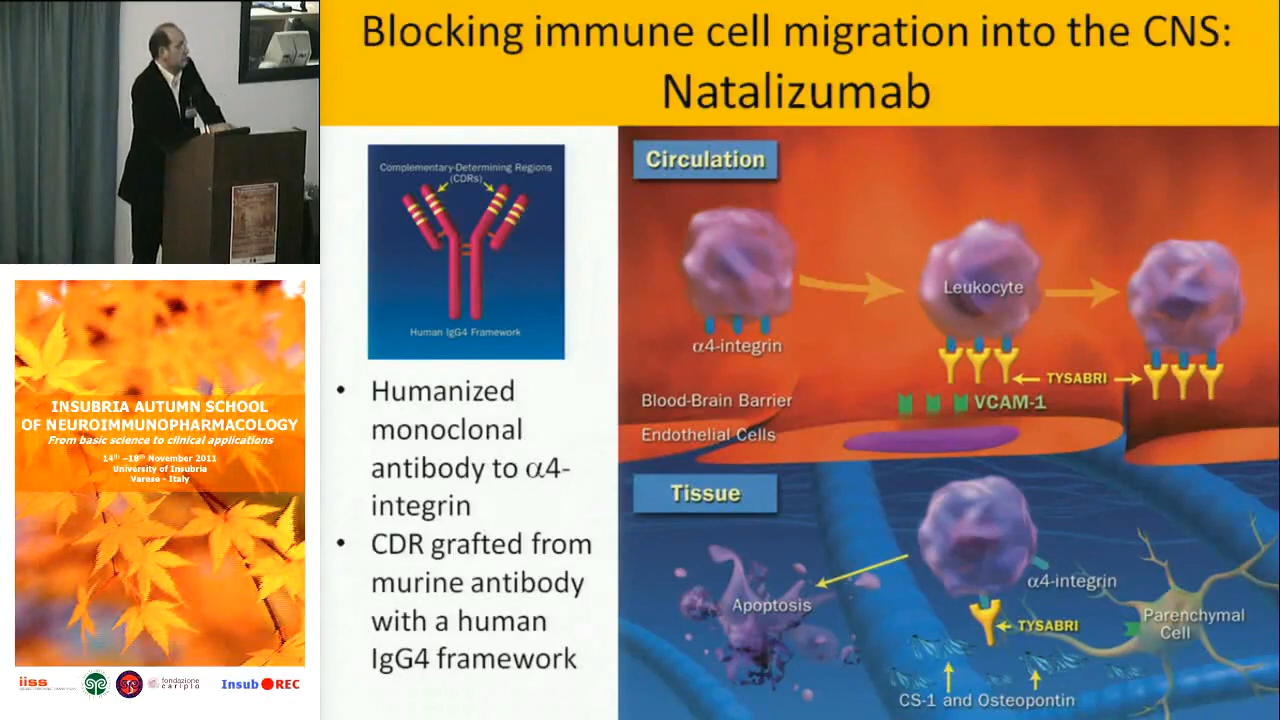 Blocking immune cell migration into the CNS:
Natalizumab
Complementary-Determining Regions
(CDRs)
Human IgG4 Framework
• Humanized
monoclonal
antibody to α4-
integrin
• CDR grafted from
murine antibody
with a human
IgG4 framework
Circulation
Leukocyte
α4-integrin
TYSABRI
Blood-Brain Barrier
VCAM-1
Endothelial Cells
Tissue
α4-integrin
Apoptosis
TYSABRI
Parenchymal
Cell
CS-1 and Osteopontin
INSUBRIA AUTUMN SCHOOL
OF NEUROIMMUNOPHARMACOLOGY
From basic science to clinical applications
14th –18th November 2011
University of Insubria
Varese - Italy
iiss
fondazione
cariplo
Insub REC